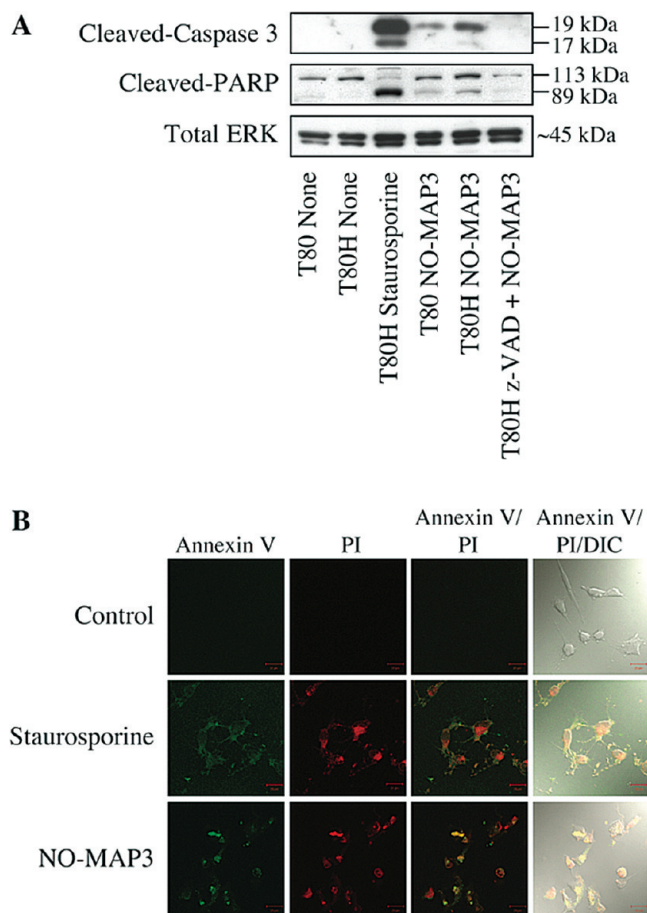 A
Cleaved-Caspase 3
19 kDa
17 kDa
Cleaved-PARP
113 kDa
89 kDa
Total ERK
~45 kDa
T80 None
T80H None
T80H Staurosporine
T80 NO-MAP3
T80H NO-MAP3
T80H z-VAD + NO-MAP3
B
Annexin V
PI
Annexin V/
PI
Annexin V/
PI/DIC
Control
Staurosporine
NO-MAP3